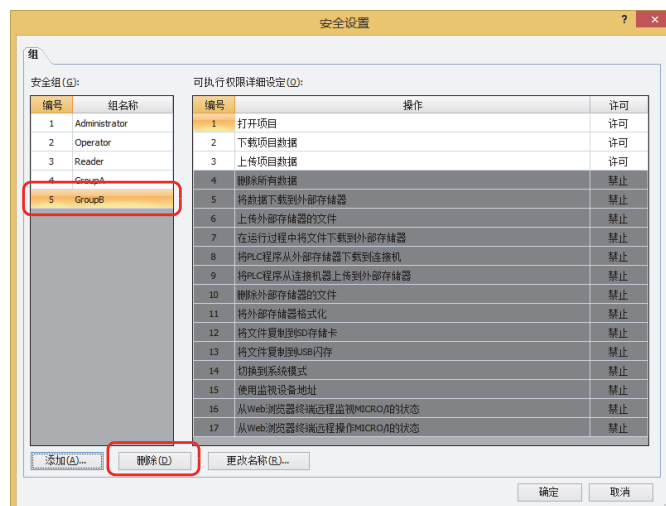 安全设置
? ×
组
安全组(G): 可执行权限详细设定(O):
编号 组名称 编号 操作 许可
1 Administrator 1 打开项目 许可
2 Operator 2 下载项目数据 许可
3 Reader 3 上传项目数据 许可
4 GroupA 4 删除所有数据 禁止
5 GroupB 5 将数据下载到外部存储器 禁止
6 上传外部存储器的文件 禁止
7 在运行过程中将文件下载到外部存储器 禁止
8 将PLC程序从外部存储器下载到连接机 禁止
9 将PLC程序从连接机器上传到外部存储器 禁止
10 删除外部存储器的文件 禁止
11 将外部存储器格式化 禁止
12 将文件复制到SD存储卡 禁止
13 将文件复制到USB闪存 禁止
14 切换到系统模式 禁止
15 使用监视设备地址 禁止
16 从Web浏览器终端远程监视MICRO/I的状态 禁止
17 从Web浏览器终端远程操作MICRO/I的状态 禁止
添加(A)... 删除(D) 更改名称(R)...
确定 取消